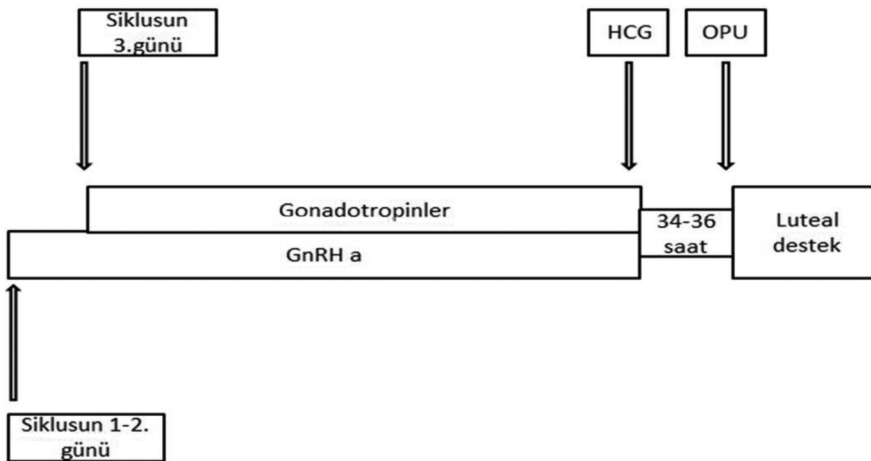 Siklusun
3.günü
HCG
OPU
Gonadotropinler
GnRH a
34-36
saat
Luteal
destek
Siklusun 1-2.
günü